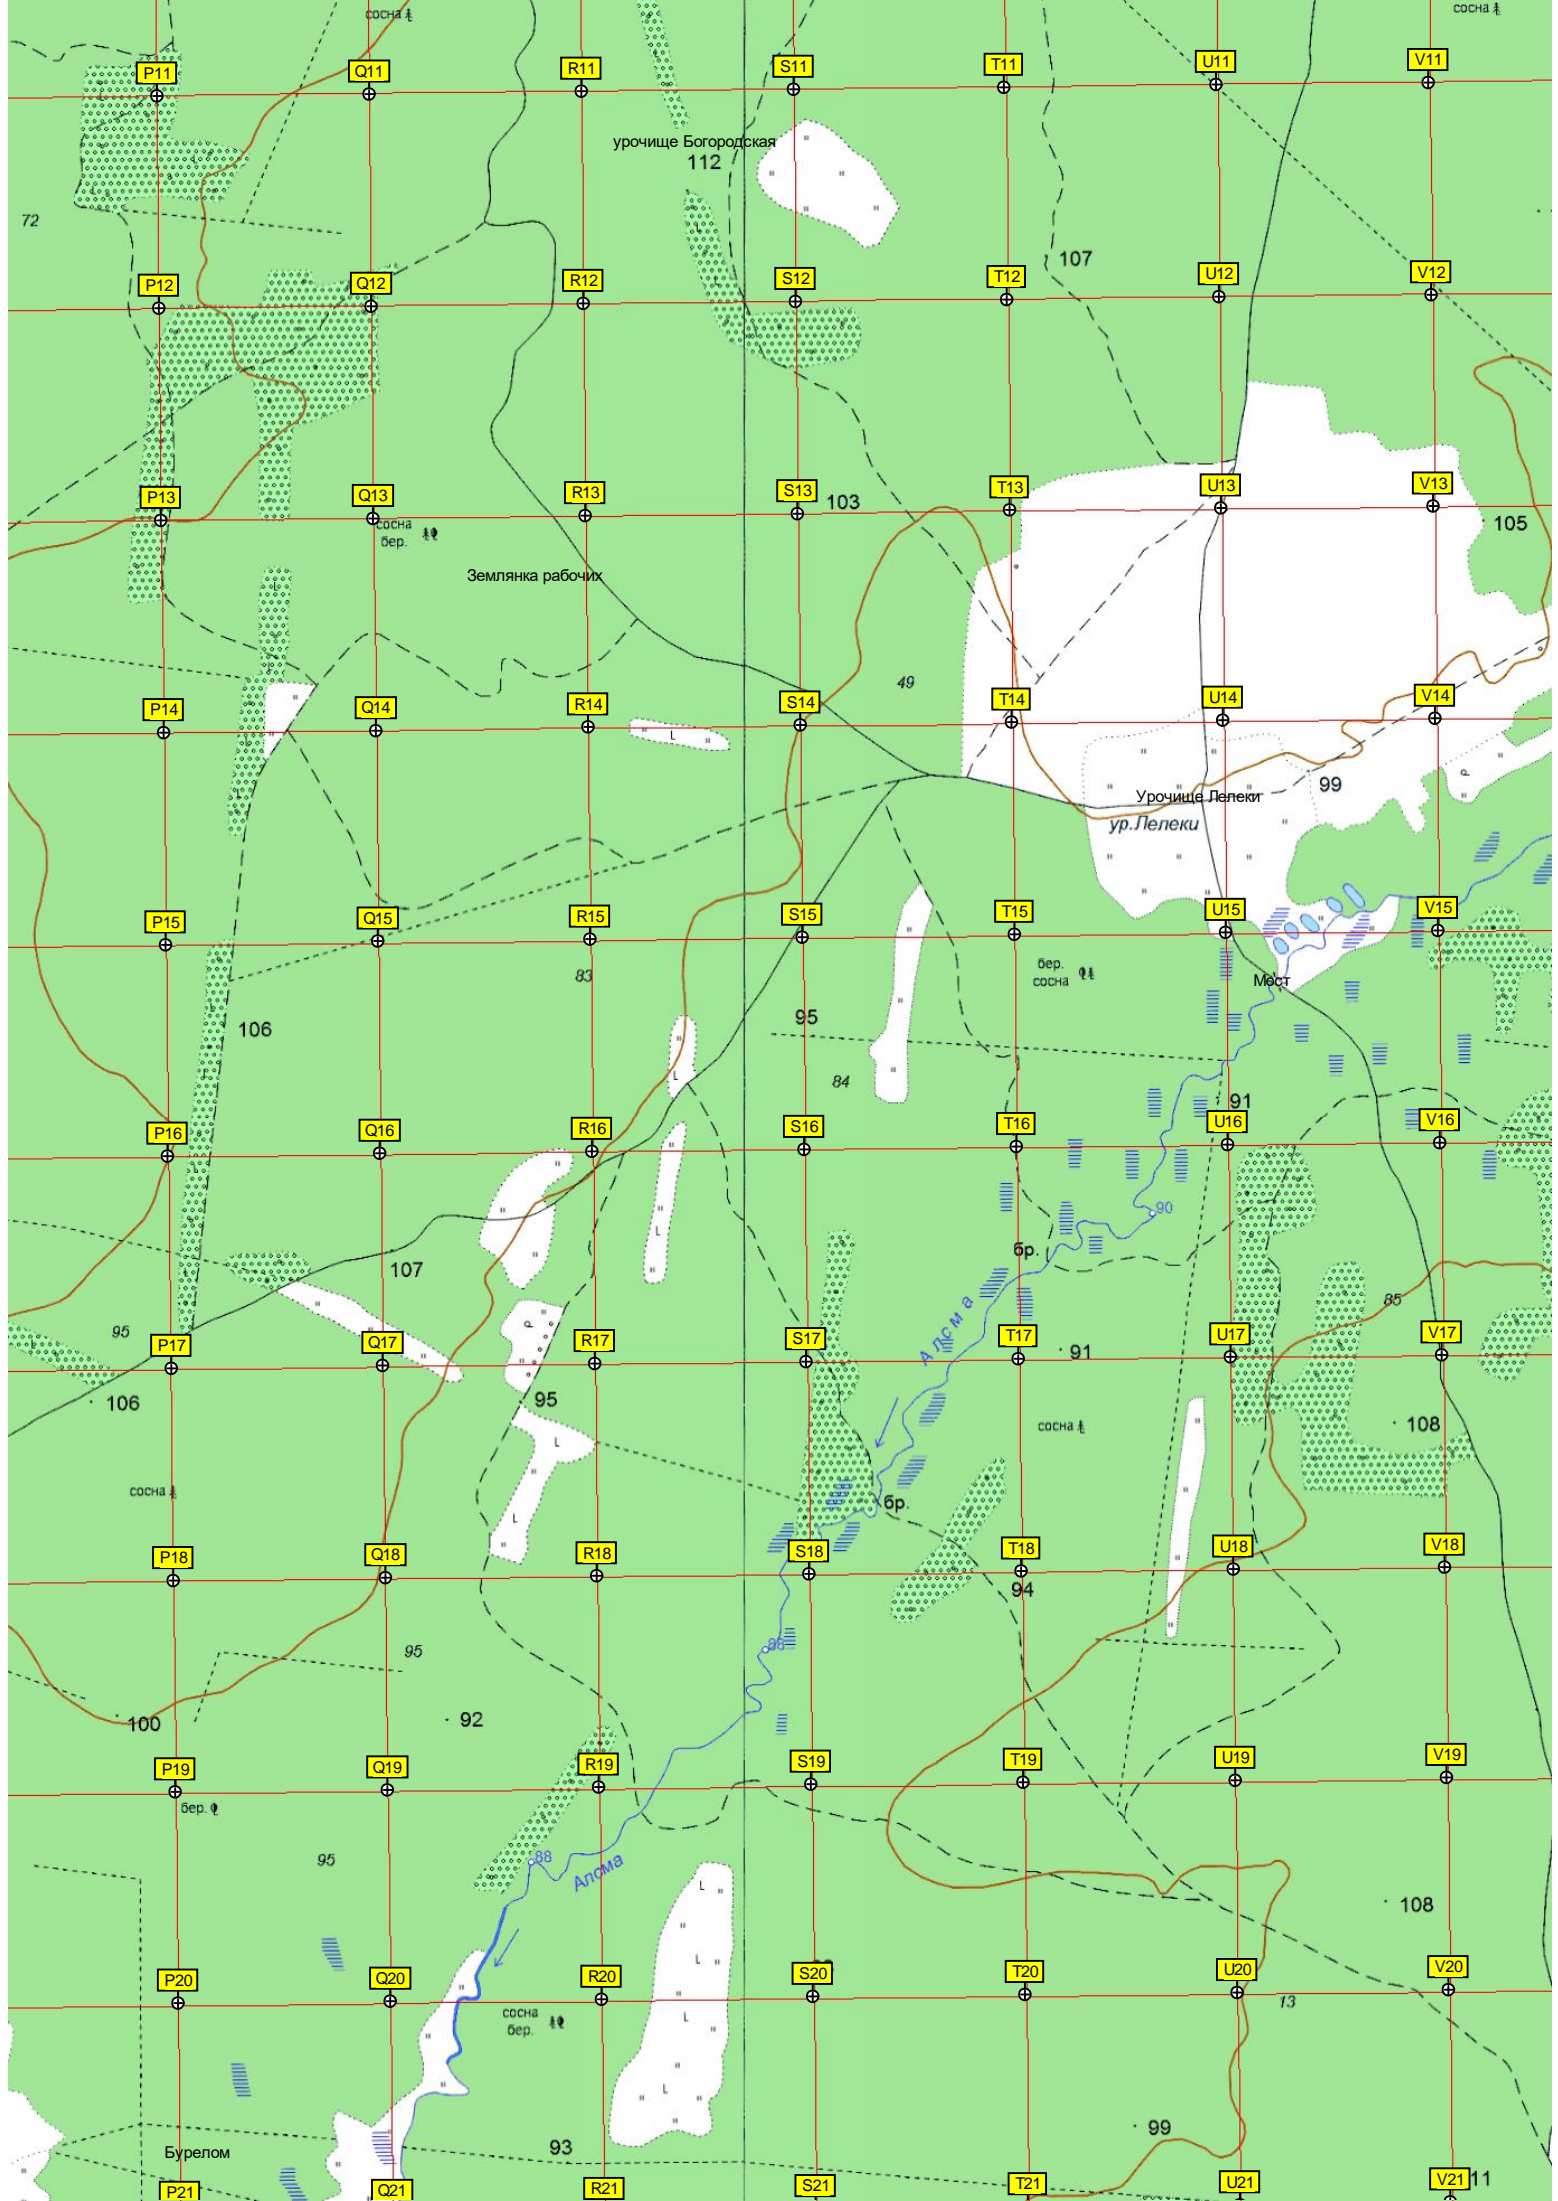 сосна
сосна
P11
Q11
R11
S11
T11
U11
V11
урочище Богородская
112
72
107
P12
Q12
R12
S12
T12
U12
V12
P13
Q13
R13
S13
103
T13
U13
V13
105
сосна
бер.
Землянка рабочих
49
P14
Q14
R14
S14
T14
U14
V14
L
99
P
Урочище Лелеки
ур.Лелеки
P15
Q15
R15
S15
T15
U15
V15
бер.
сосна
83
Мост
106
95
L
84
91
P16
Q16
R16
S16
T16
U16
V16
90
L
бр.
107
Алсма
85
95
P
P17
Q17
R17
S17
T17
91
U17
V17
106
95
108
сосна
L
сосна
L
бр.
P18
Q18
R18
S18
T18
U18
V18
94
95
88
100
92
P19
Q19
R19
S19
T19
U19
V19
бер.
95
88
Алсма
L
108
L
P20
Q20
R20
S20
T20
U20
V20
13
сосна
бер.
L
L
99
Бурелом
93
P21
Q21
R21
S21
T21
U21
V21
11